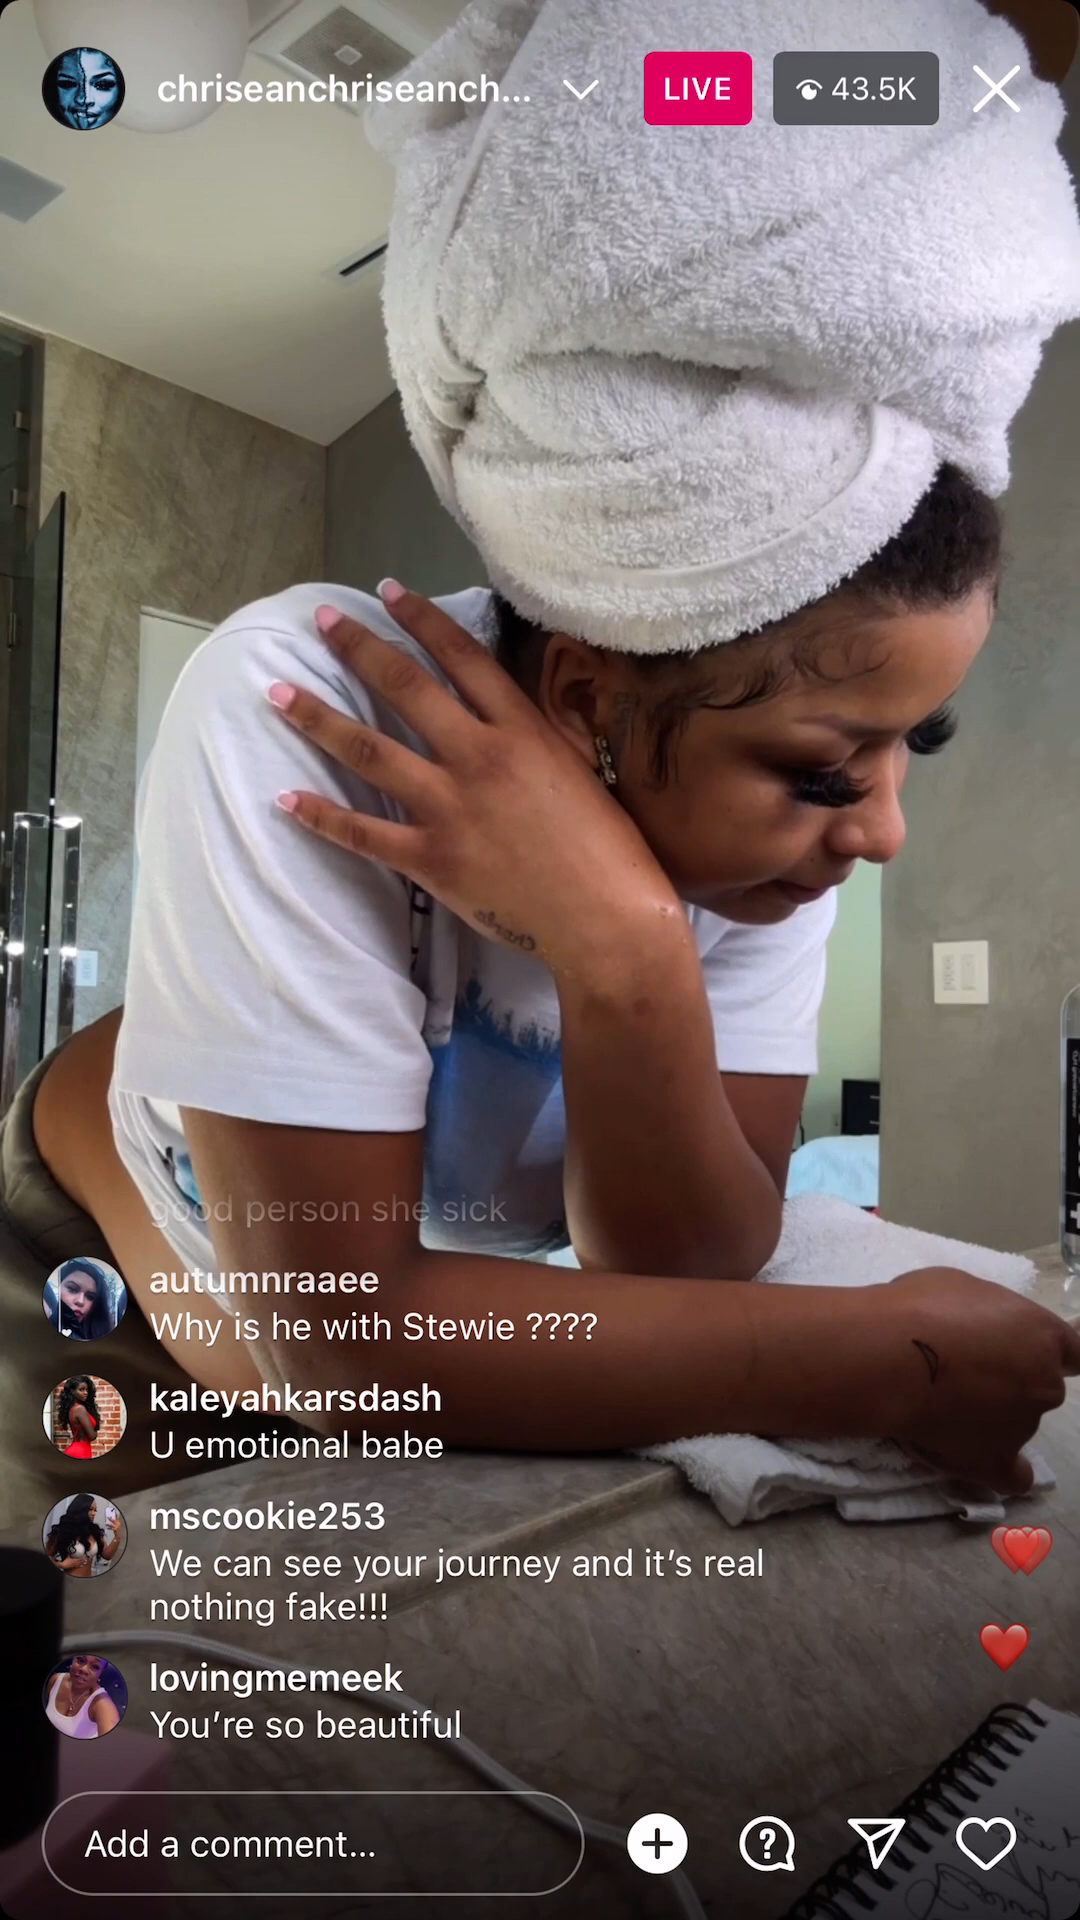 chriseanchriseanch...
LIVE
43.5K
good person she sick
autumnraaee
Why is he with Stewie ????
kaleyahkarsdash
U emotional babe
mscookie253
We can see your journey and it's real
nothing fake!!!
lovingmemeek
You're so beautiful
Add a comment...